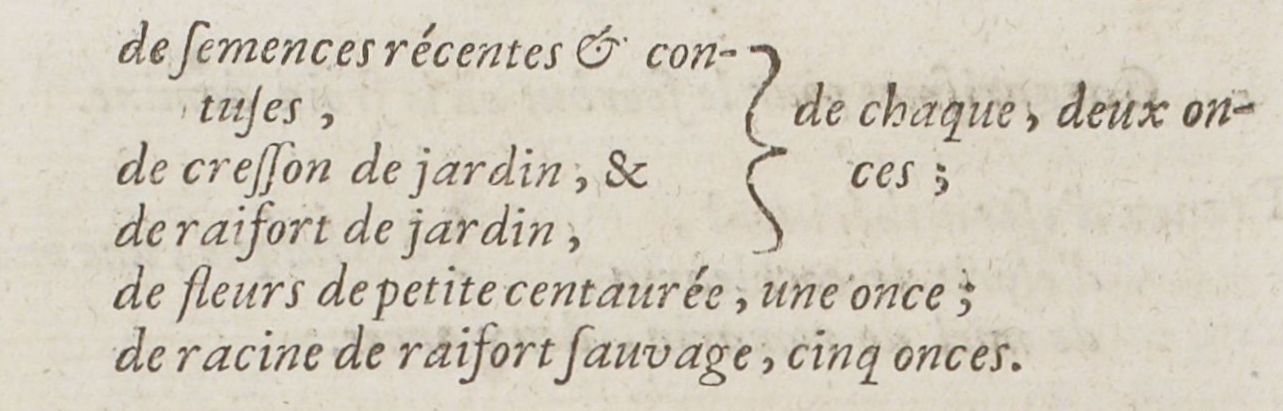 de ſemences récentes & con-
tuſes,
de creſſon de jardin, &
de raifort de jardin,
de chaque, deux on-
ces;
de fleurs de petite centaurée, une once;
de racine de raifort ſauvage, cinq onces.